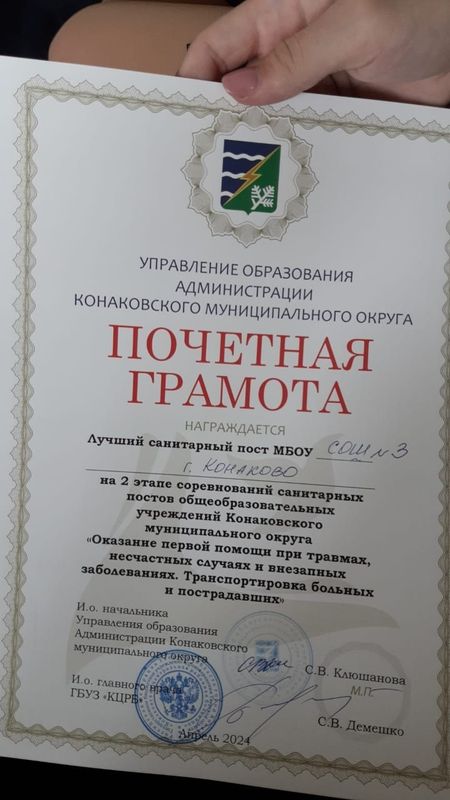 УПРАВЛЕНИЕ ОБРАЗОВАНИЯ
АДМИНИСТРАЦИИ
КОНАКОВСКОГО МУНИЦИПАЛЬНОГО ОКРУГА
ПОЧЕТНАЯ
ГРАМОТА
НАГРАЖДАЕТСЯ
Лучший санитарный пост МБОУ СОШ №3
г. Конаково
на 2 этапе соревнований санитарных
постов общеобразовательных
учреждений Конаковского
муниципального округа
«Оказание первой помощи при травмах,
несчастных случаях и внезапных
заболеваниях. Транспортировка больных
и пострадавших»
И.о. начальника
Управления образования
Администрации Конаковского
муниципального округа
С.В. Клюшанова
М.П.
И.о. главного врача
ГБУЗ «КЦРБ»
С.В. Демешко
Апрель 2024